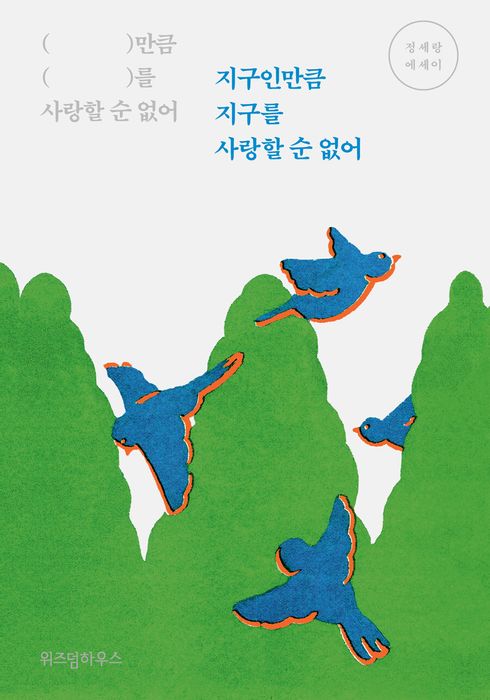 (          )만큼
(          )를
사랑할 순 없어
지구인만큼
지구를
사랑할 순 없어
정세랑
에세이
위즈덤하우스